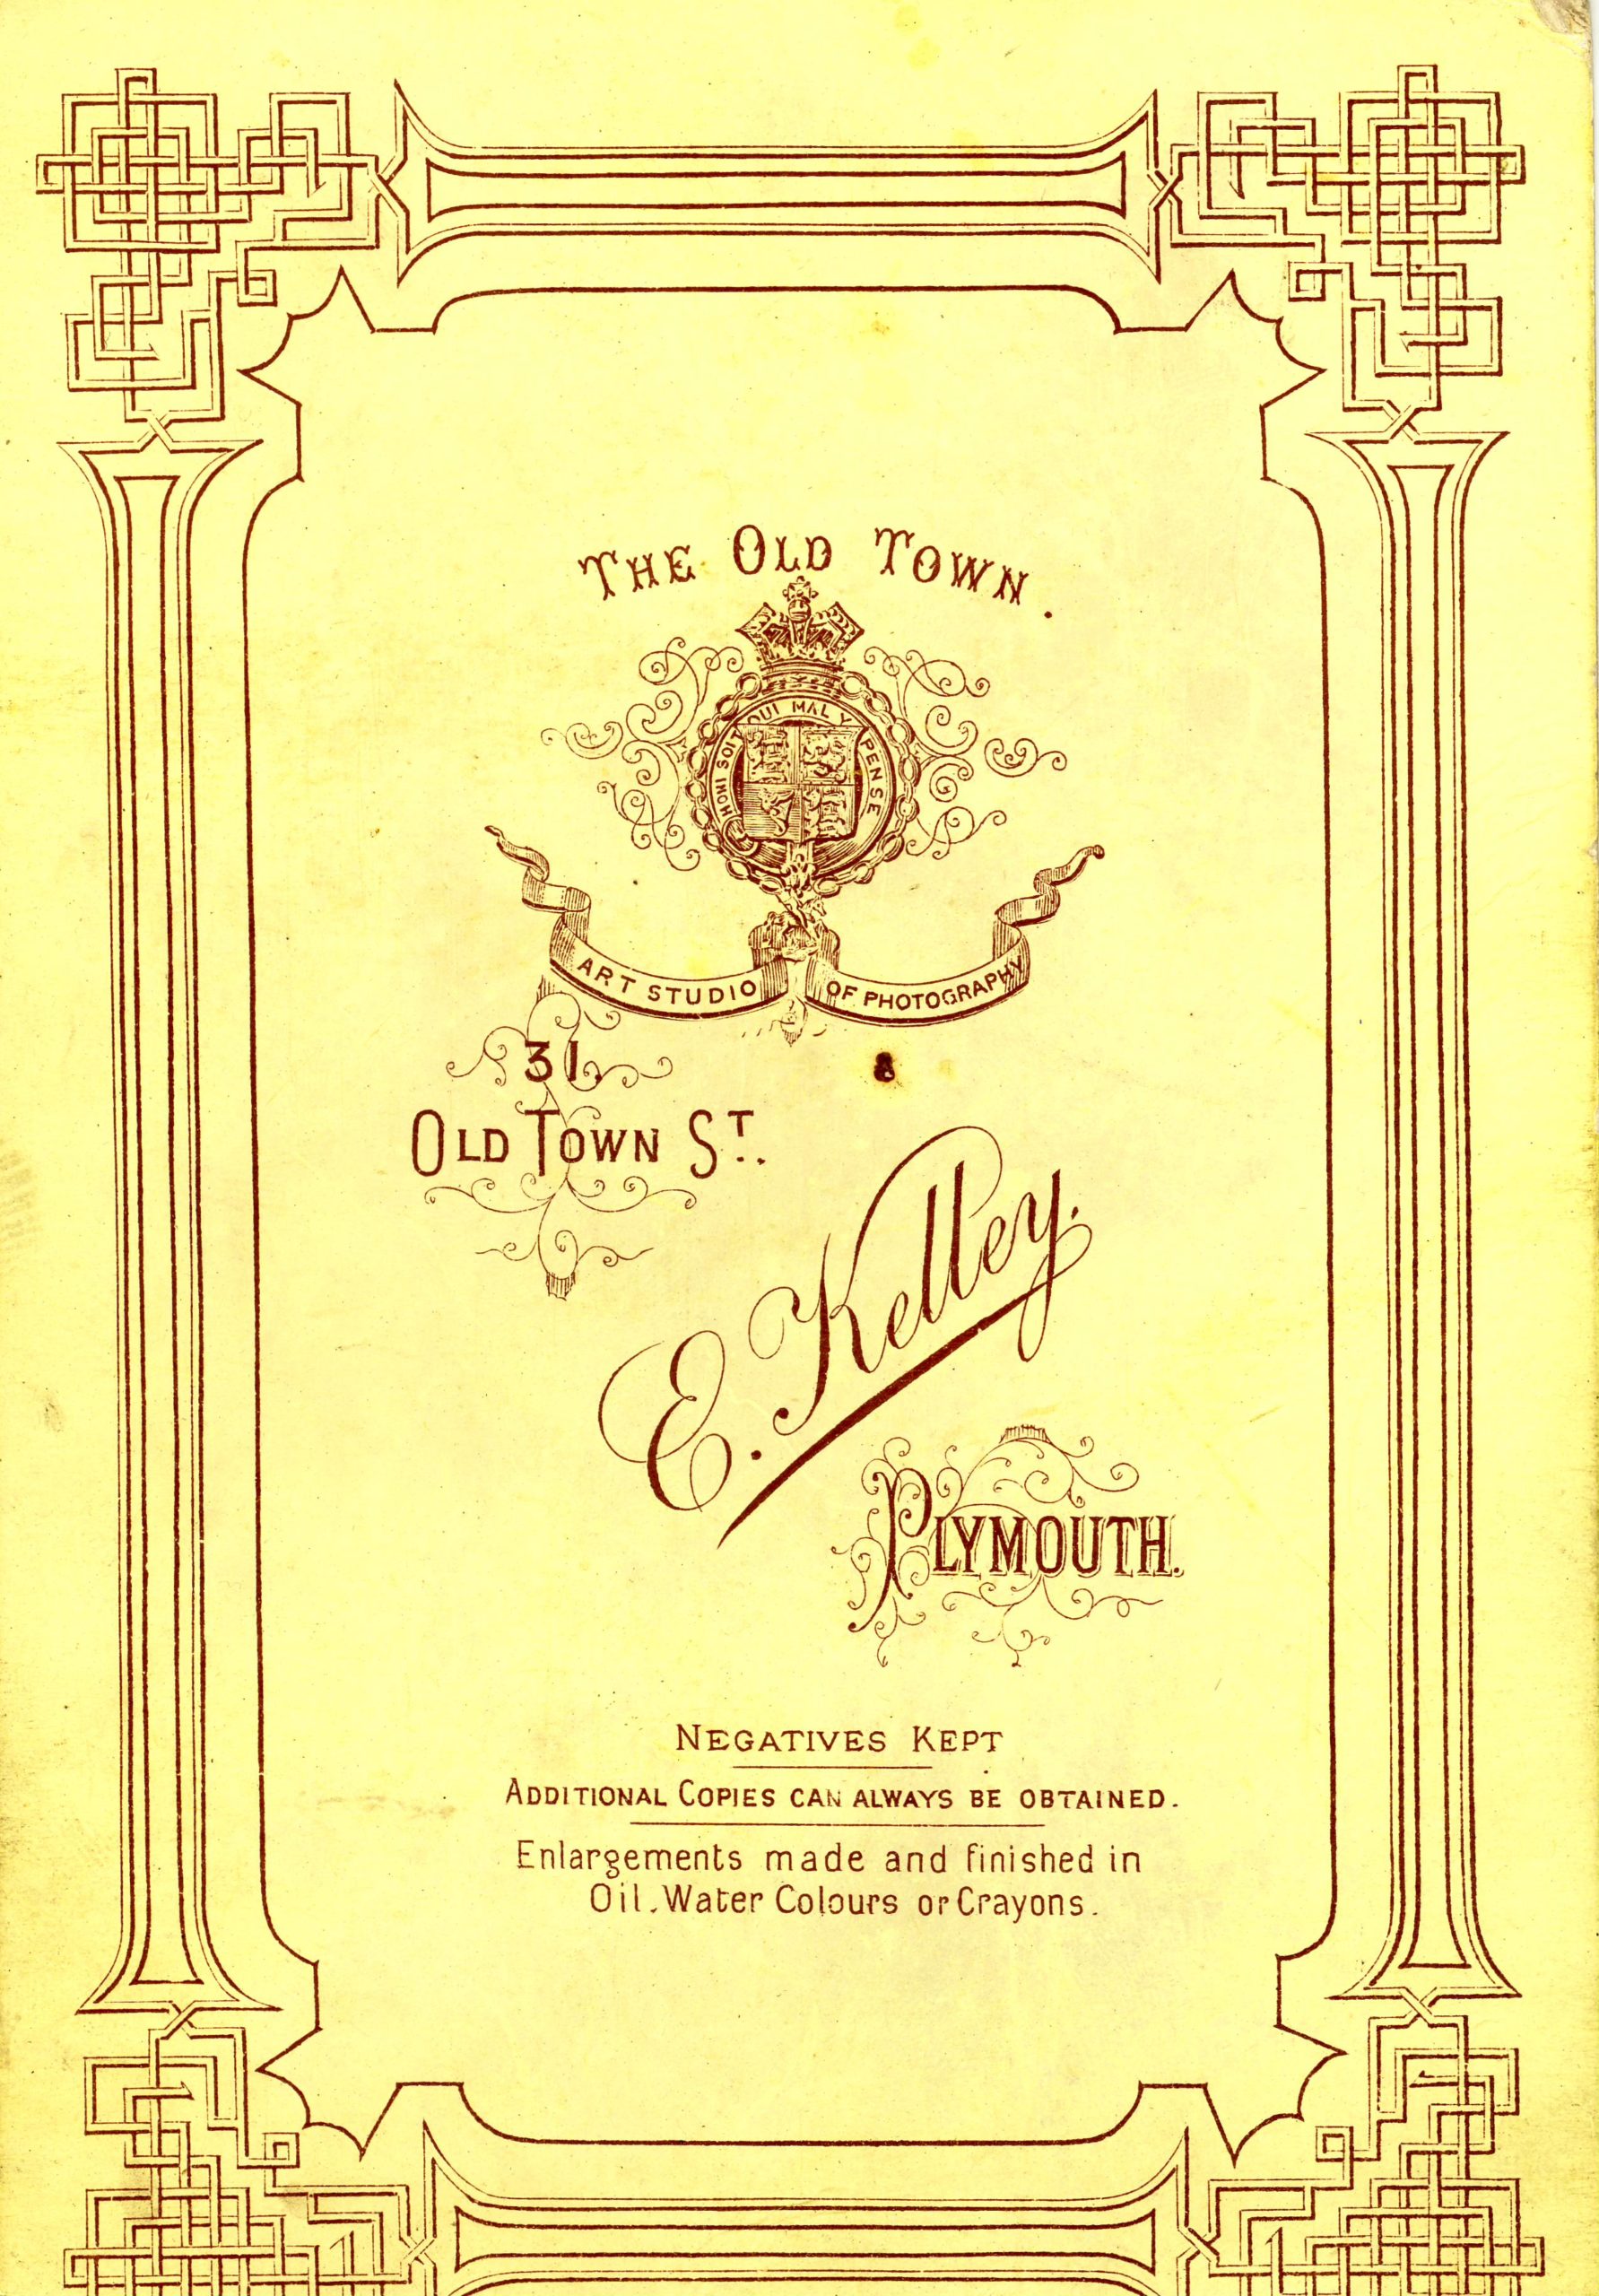 THE OLD TOWN.
HONI SOIT QUI MAL Y PENSE
ART STUDIO OF PHOTOGRAPHY
31.
OLD TOWN ST.
E. Kelley.
PLYMOUTH.
NEGATIVES KEPT
ADDITIONAL COPIES CAN ALWAYS BE OBTAINED.
Enlargements made and finished in
Oil. Water Colours or Crayons.